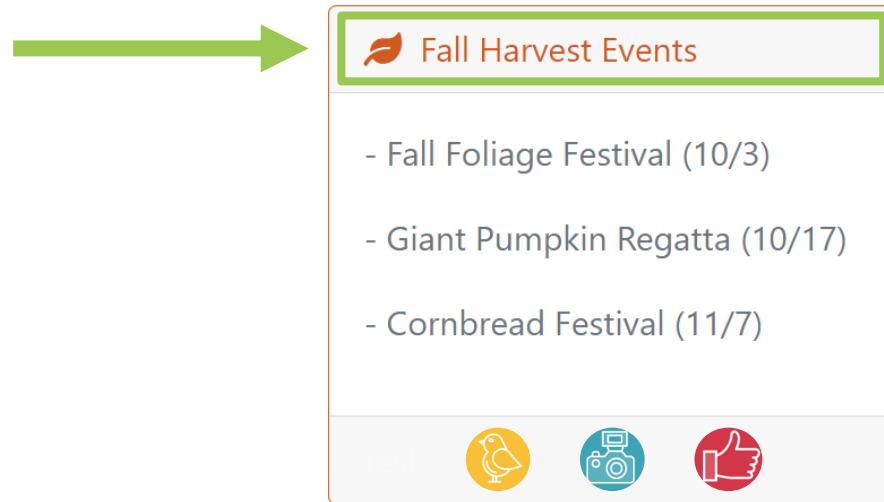 Fall Harvest Events
- Fall Foliage Festival (10/3)
- Giant Pumpkin Regatta (10/17)
- Cornbread Festival (11/7)